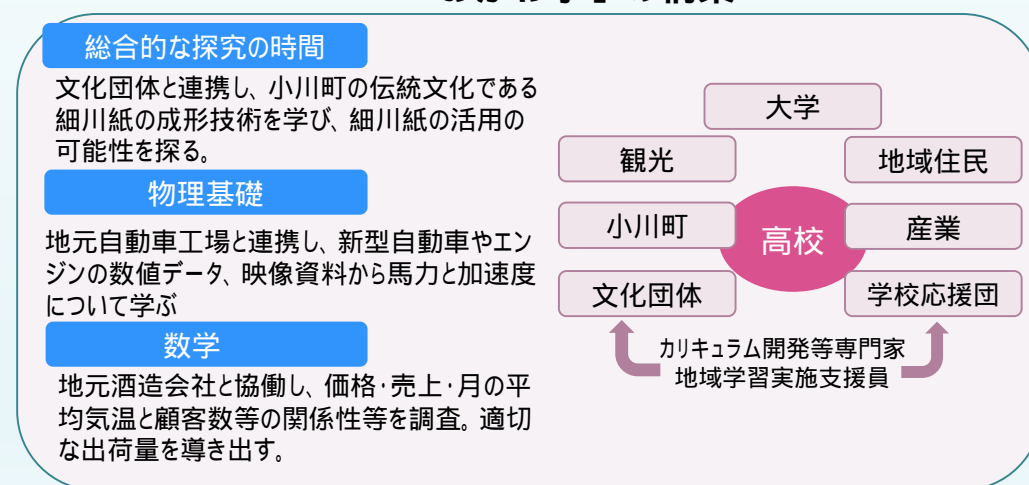 総合的な探究の時間
文化団体と連携し、小川町の伝統文化である
細川紙の成形技術を学び、細川紙の活用の
可能性を探る。
物理基礎
地元自動車工場と連携し、新型自動車やエン
ジンの数値データ、映像資料から馬力と加速度
について学ぶ
数学
地元酒造会社と協働し、価格・売上・月の平
均気温と顧客数等の関係性等を調査。適切
な出荷量を導き出す。
大学
観光
地域住民
小川町
高校
産業
文化団体
学校応援団
カリキュラム開発等専門家
地域学習実施支援員